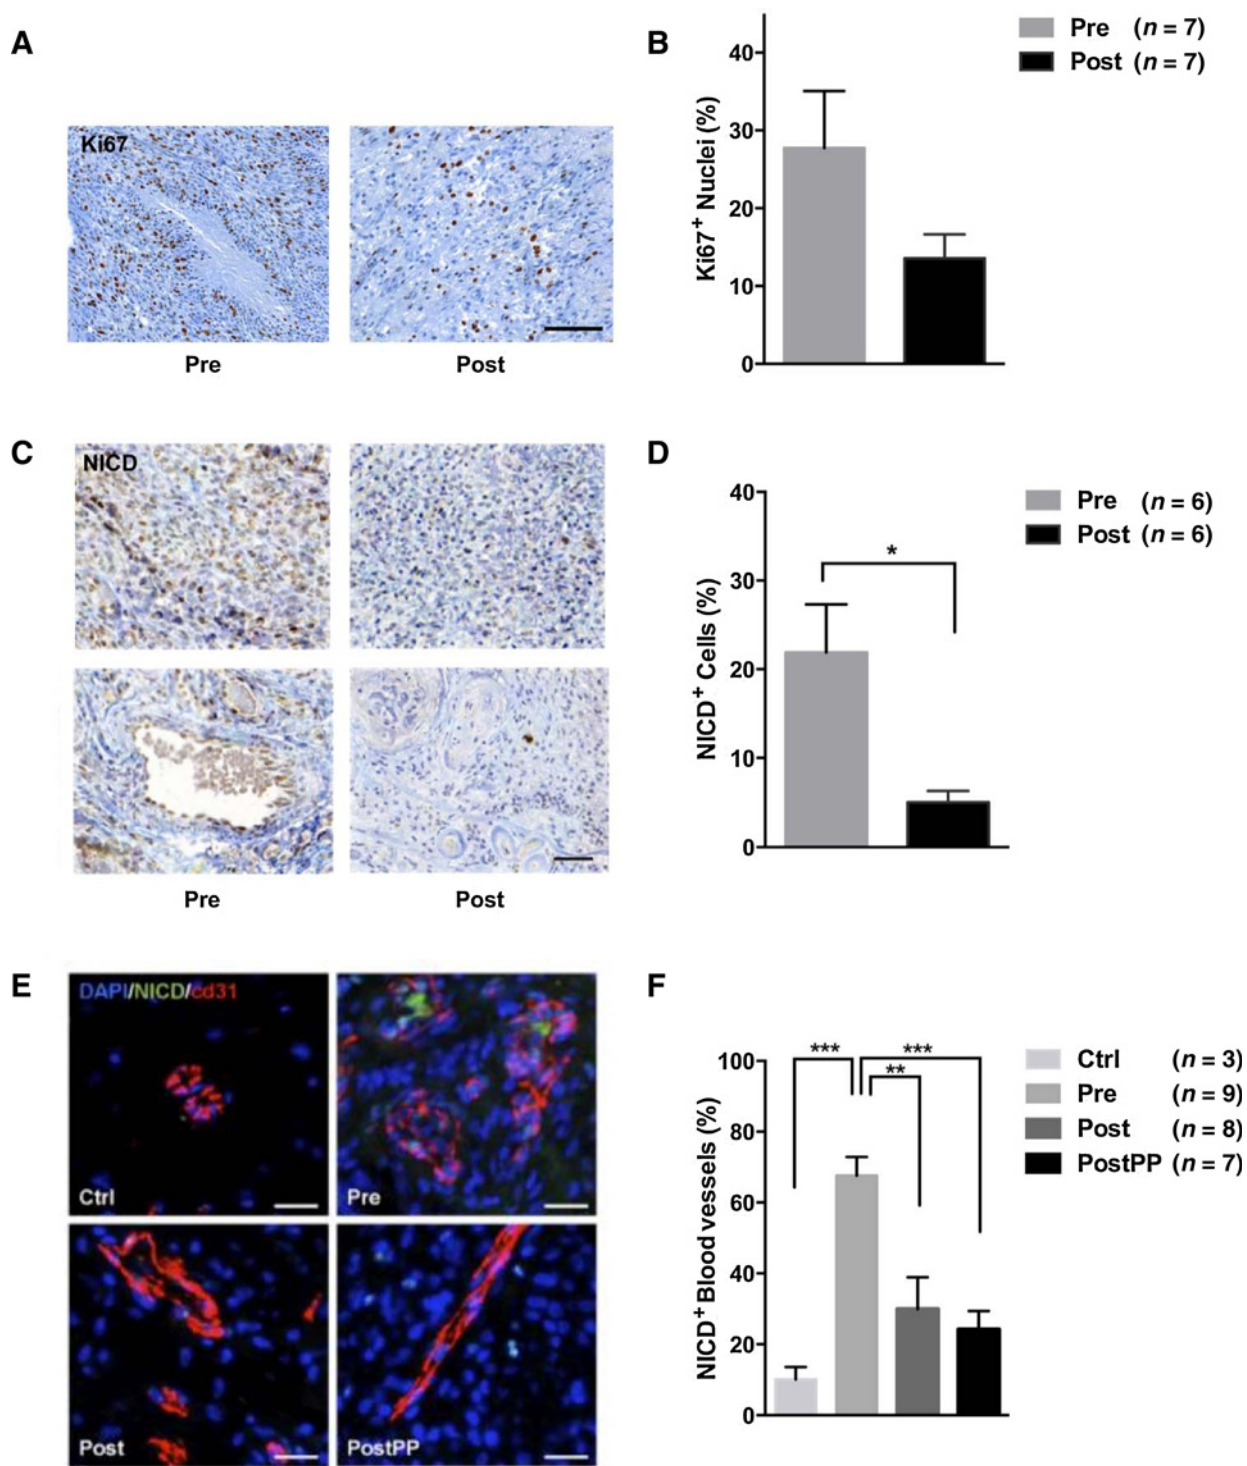 A
Ki67
Pre
Post
B
Ki67+ Nuclei (%)
40
30
20
10
0
Pre (n = 7)
Post (n = 7)
C
NICD
Pre
Post
D
NICD+ Cells (%)
40
30
20
10
0
*
Pre (n = 6)
Post (n = 6)
E
DAPI/NICD/cd31
Ctrl
Pre
Post
PostPP
F
NICD+ Blood vessels (%)
100
80
60
40
20
0
*** ***
**
Ctrl (n = 3)
Pre (n = 9)
Post (n = 8)
PostPP (n = 7)